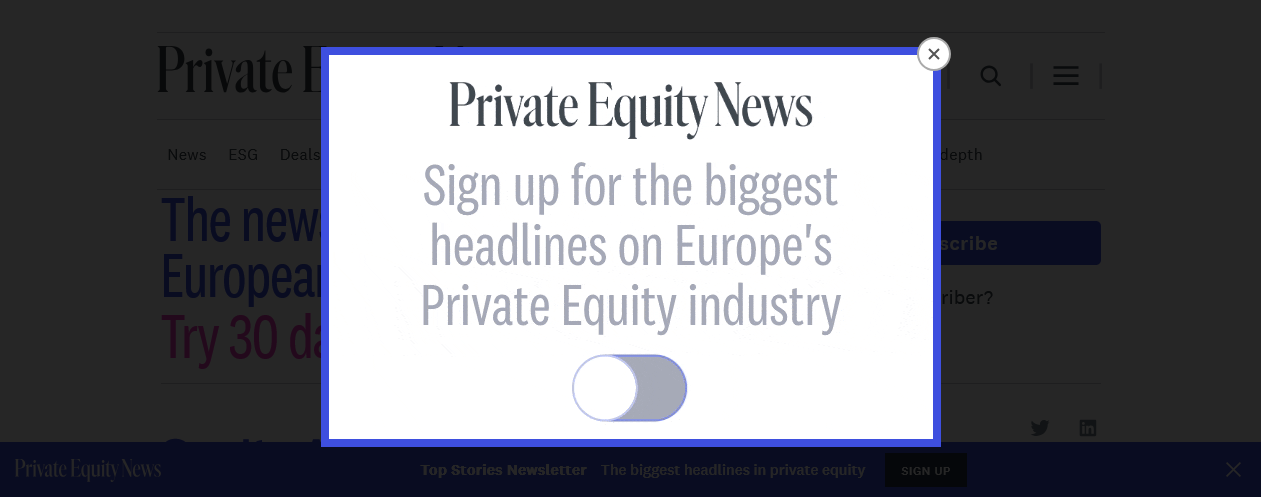 Private E
News ESG Deals
depth
The news
European
Try 30 da
scribe
riber?
Private Equity News
Sign up for the biggest
headlines on Europe's
Private Equity industry
Private Equity News
Top Stories Newsletter The biggest headlines in private equity SIGN UP